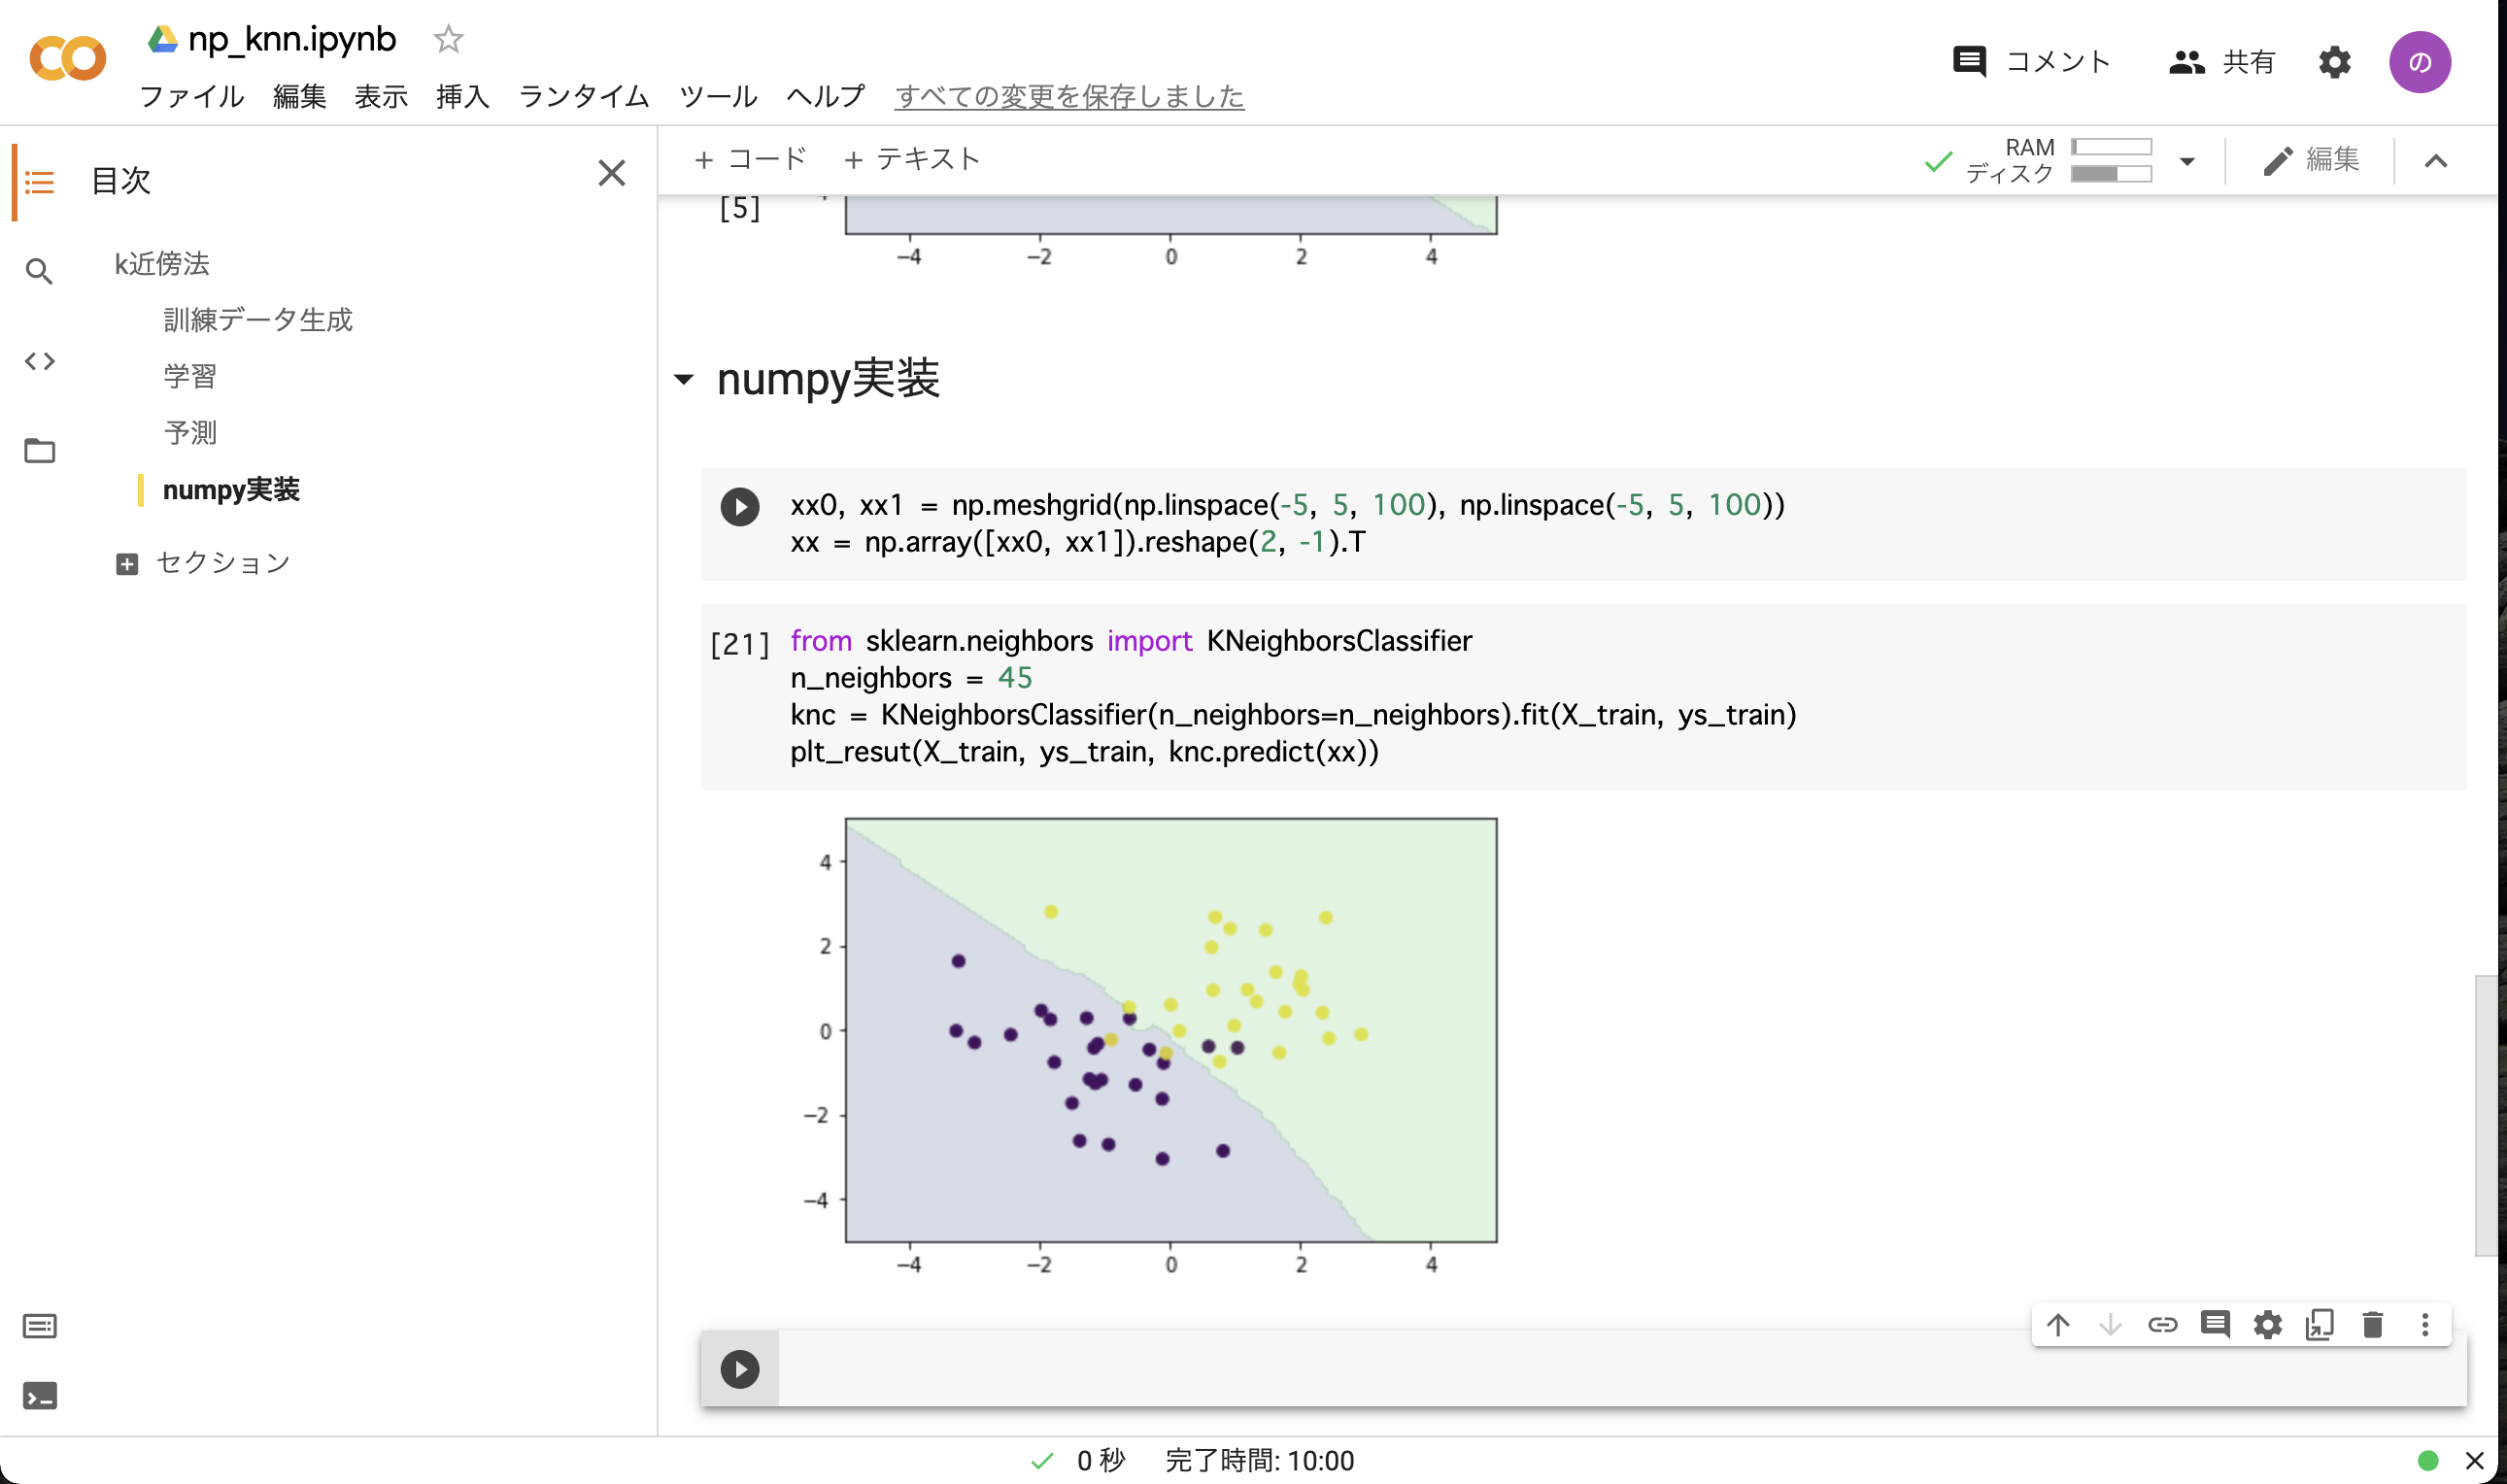 np_knn.ipynb
ファイル 編集 表示 挿入 ランタイム ツール ヘルプ すべての変更を保存しました
コメント 共有 の
目次
k近傍法
訓練データ生成
学習
予測
numpy実装
セクション
+ コード + テキスト
RAM
ディスク
編集
[5]
−4 −2 0 2 4
numpy実装
xx0, xx1 = np.meshgrid(np.linspace(-5, 5, 100), np.linspace(-5, 5, 100))
xx = np.array([xx0, xx1]).reshape(2, -1).T
[21] from sklearn.neighbors import KNeighborsClassifier
n_neighbors = 45
knc = KNeighborsClassifier(n_neighbors=n_neighbors).fit(X_train, ys_train)
plt_resut(X_train, ys_train, knc.predict(xx))
4
2
0
−2
−4
−4 −2 0 2 4
0 秒 完了時間: 10:00